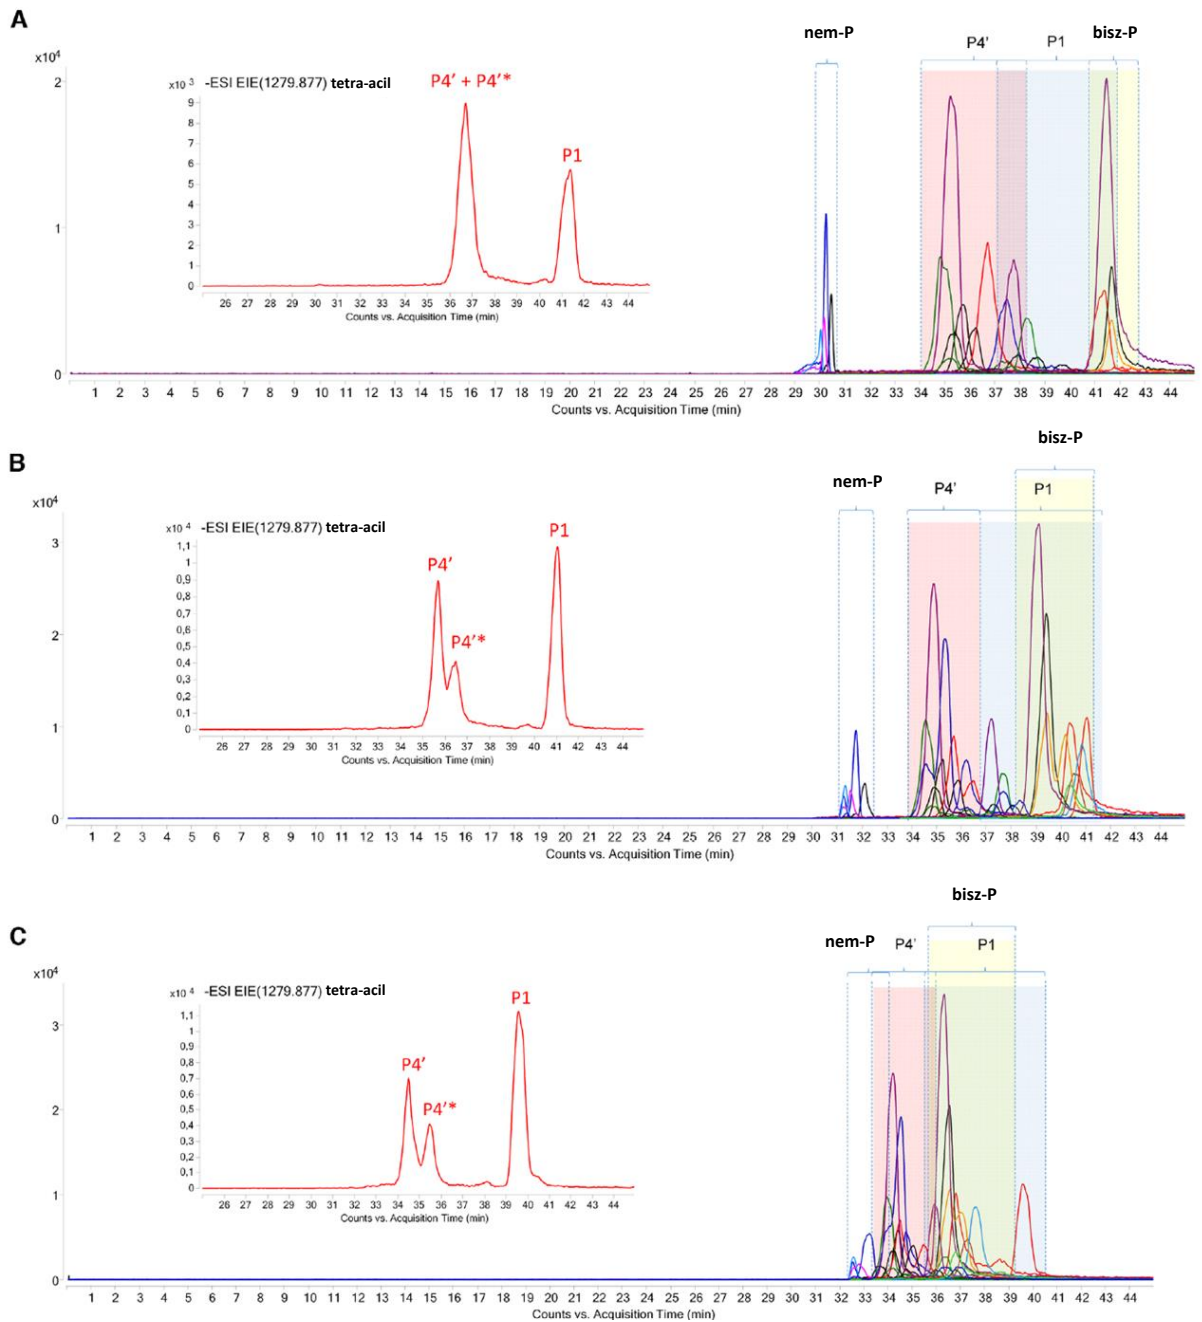 A
nem-P
P4'
P1
bisz-P
x10⁴
2
1
0
x10 ³
-ESI EIE(1279.877) tetra-acil
P4' + P4'*
P1
9
8
7
6
5
4
3
2
1
0
26 27 28 29 30 31 32 33 34 35 36 37 38 39 40 41 42 43 44
Counts vs. Acquisition Time (min)
1 2 3 4 5 6 7 8 9 10 11 12 13 14 15 16 17 18 19 20 21 22 23 24 25 26 27 28 29 30 31 32 33 34 35 36 37 38 39 40 41 42 43 44
Counts vs. Acquisition Time (min)
bisz-P
B
nem-P
P4'
P1
x10⁴
3
2
1
0
x10 ⁴
-ESI EIE(1279.877) tetra-acil
P4'
P4'*
P1
1,1
1
0,9
0,8
0,7
0,6
0,5
0,4
0,3
0,2
0,1
0
26 27 28 29 30 31 32 33 34 35 36 37 38 39 40 41 42 43 44
Counts vs. Acquisition Time (min)
1 2 3 4 5 6 7 8 9 10 11 12 13 14 15 16 17 18 19 20 21 22 23 24 25 26 27 28 29 30 31 32 33 34 35 36 37 38 39 40 41 42 43 44
Counts vs. Acquisition Time (min)
bisz-P
C
nem-P
P4'
P1
x10⁴
3
2
1
0
x10 ⁴
-ESI EIE(1279.877) tetra-acil
P4'
P4'*
P1
1,1
1
0,9
0,8
0,7
0,6
0,5
0,4
0,3
0,2
0,1
0
26 27 28 29 30 31 32 33 34 35 36 37 38 39 40 41 42 43 44
Counts vs. Acquisition Time (min)
1 2 3 4 5 6 7 8 9 10 11 12 13 14 15 16 17 18 19 20 21 22 23 24 25 26 27 28 29 30 31 32 33 34 35 36 37 38 39 40 41 42 43 44
Counts vs. Acquisition Time (min)